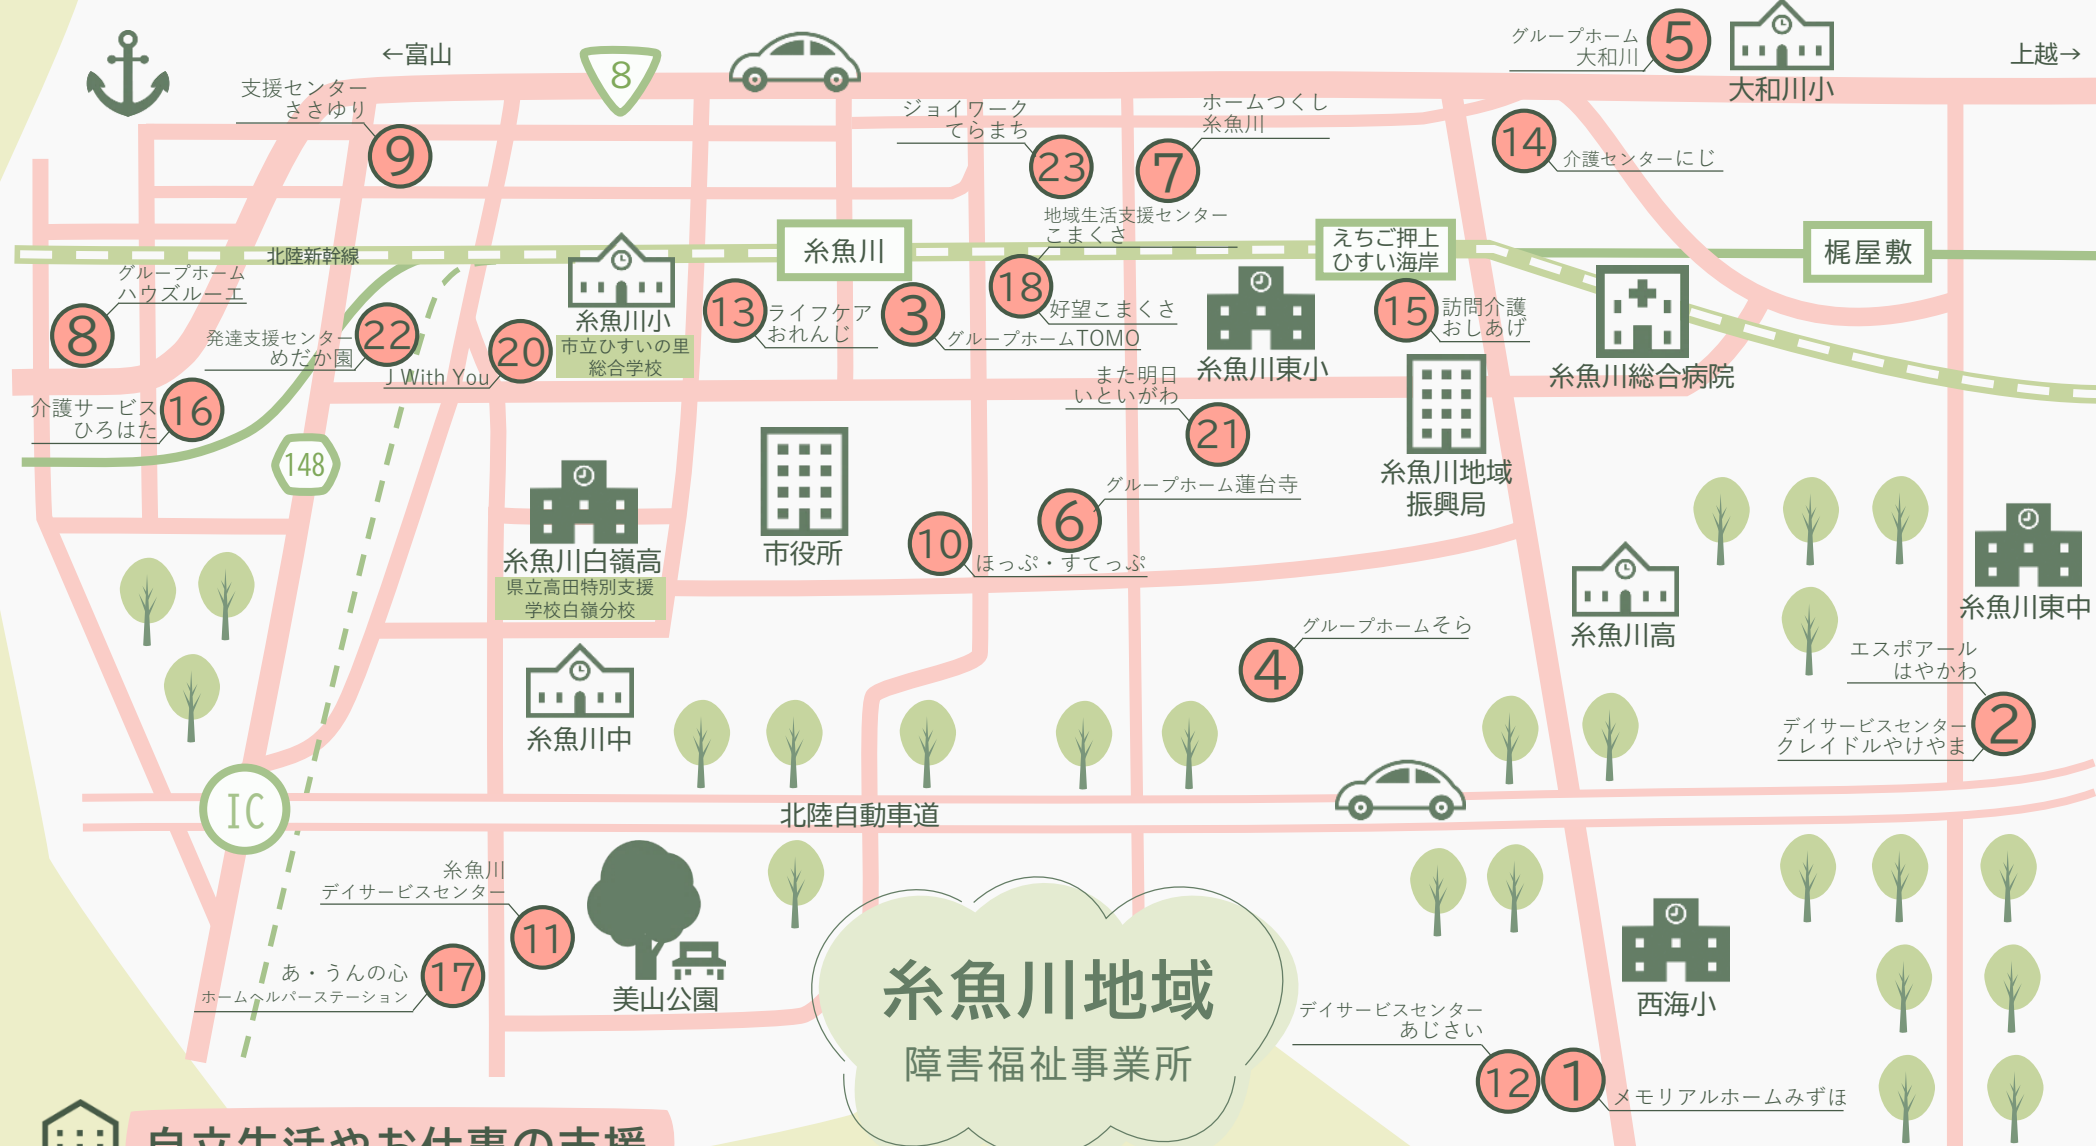 ←富山
8
上越→
グループホーム
大和川
5
大和川小
支援センター
ささゆり
9
ジョイワーク
てらまち
23
ホームつくし
糸魚川
7
14
介護センターにじ
地域生活支援センター
こまくさ
18
好望こまくさ
北陸新幹線
糸魚川
えちご押上
ひすい海岸
梶屋敷
グループホーム
ハウズルーエ
8
発達支援センター
めだか園
22
J With You
20
糸魚川小
市立ひすいの里
総合学校
13
ライフケア
おれんじ
3
グループホームTOMO
糸魚川東小
15
訪問介護
おしあげ
糸魚川総合病院
介護サービス
ひろはた
16
148
また明日
いといがわ
21
糸魚川地域
振興局
グループホーム蓮台寺
6
糸魚川白嶺高
県立高田特別支援
学校白嶺分校
市役所
10
ほっぷ・すてっぷ
糸魚川高
糸魚川東中
グループホームそら
4
エスポアール
はやかわ
2
デイサービスセンター
クレイドルやけやま
糸魚川中
IC
北陸自動車道
糸魚川
デイサービスセンター
11
あ・うんの心
ホームヘルパーステーション
17
美山公園
糸魚川地域
障害福祉事業所
西海小
デイサービスセンター
あじさい
12
1
メモリアルホームみずほ
自立生活やお仕事の支援